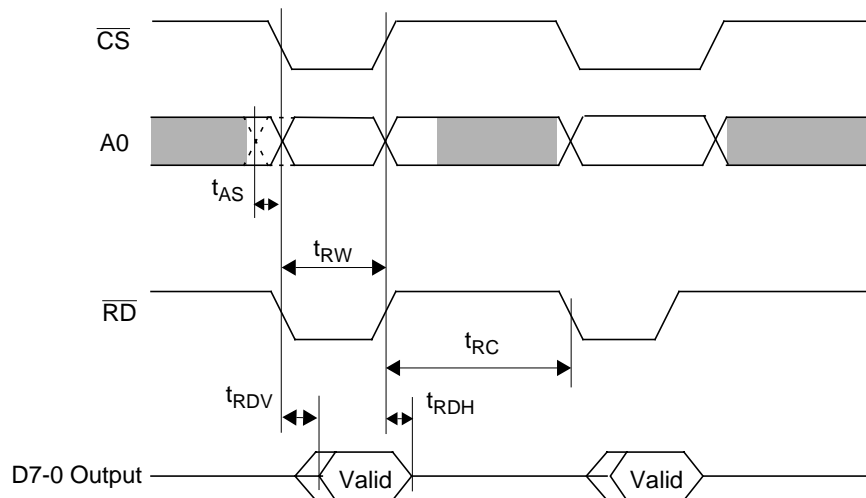 CS
A0
tAS
tRW
RD
tRC
tRDV
tRDH
D7-0 Output
Valid
Valid